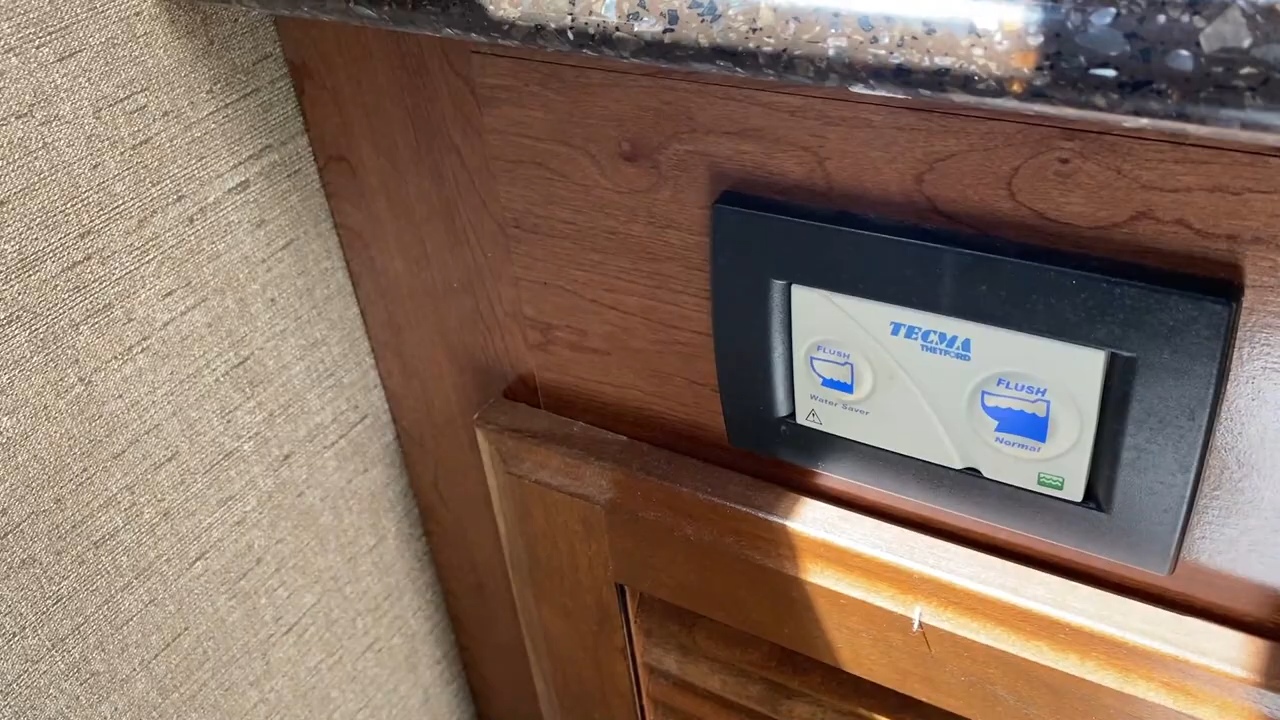 TECMA
THETFORD
FLUSH
Water Saver
FLUSH
Normal